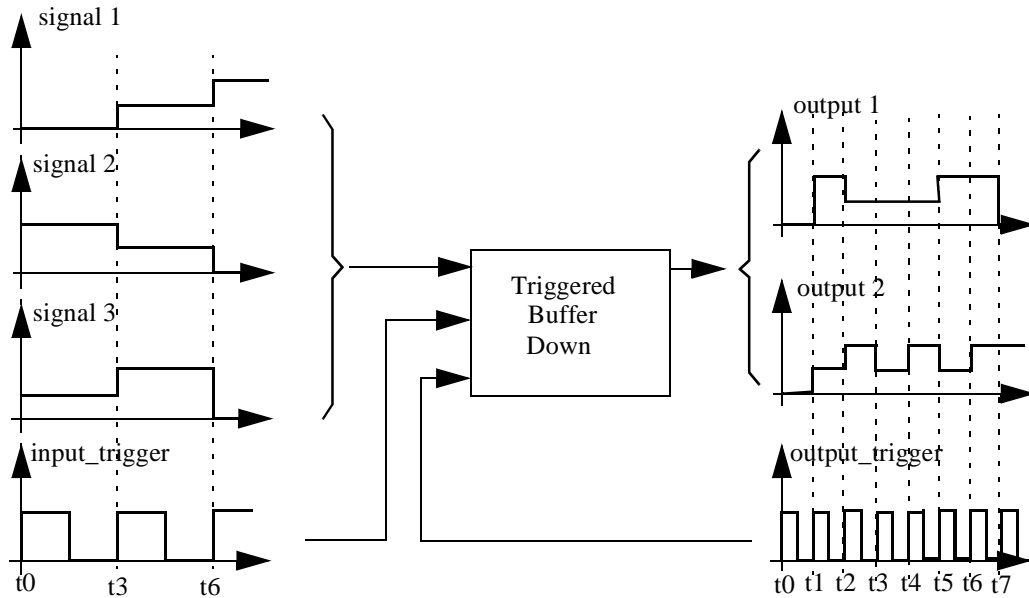 signal 1
signal 2
signal 3
input_trigger
t0
t3
t6
Triggered
Buffer
Down
output 1
output 2
output_trigger
t0
t1
t2
t3
t4
t5
t6
t7